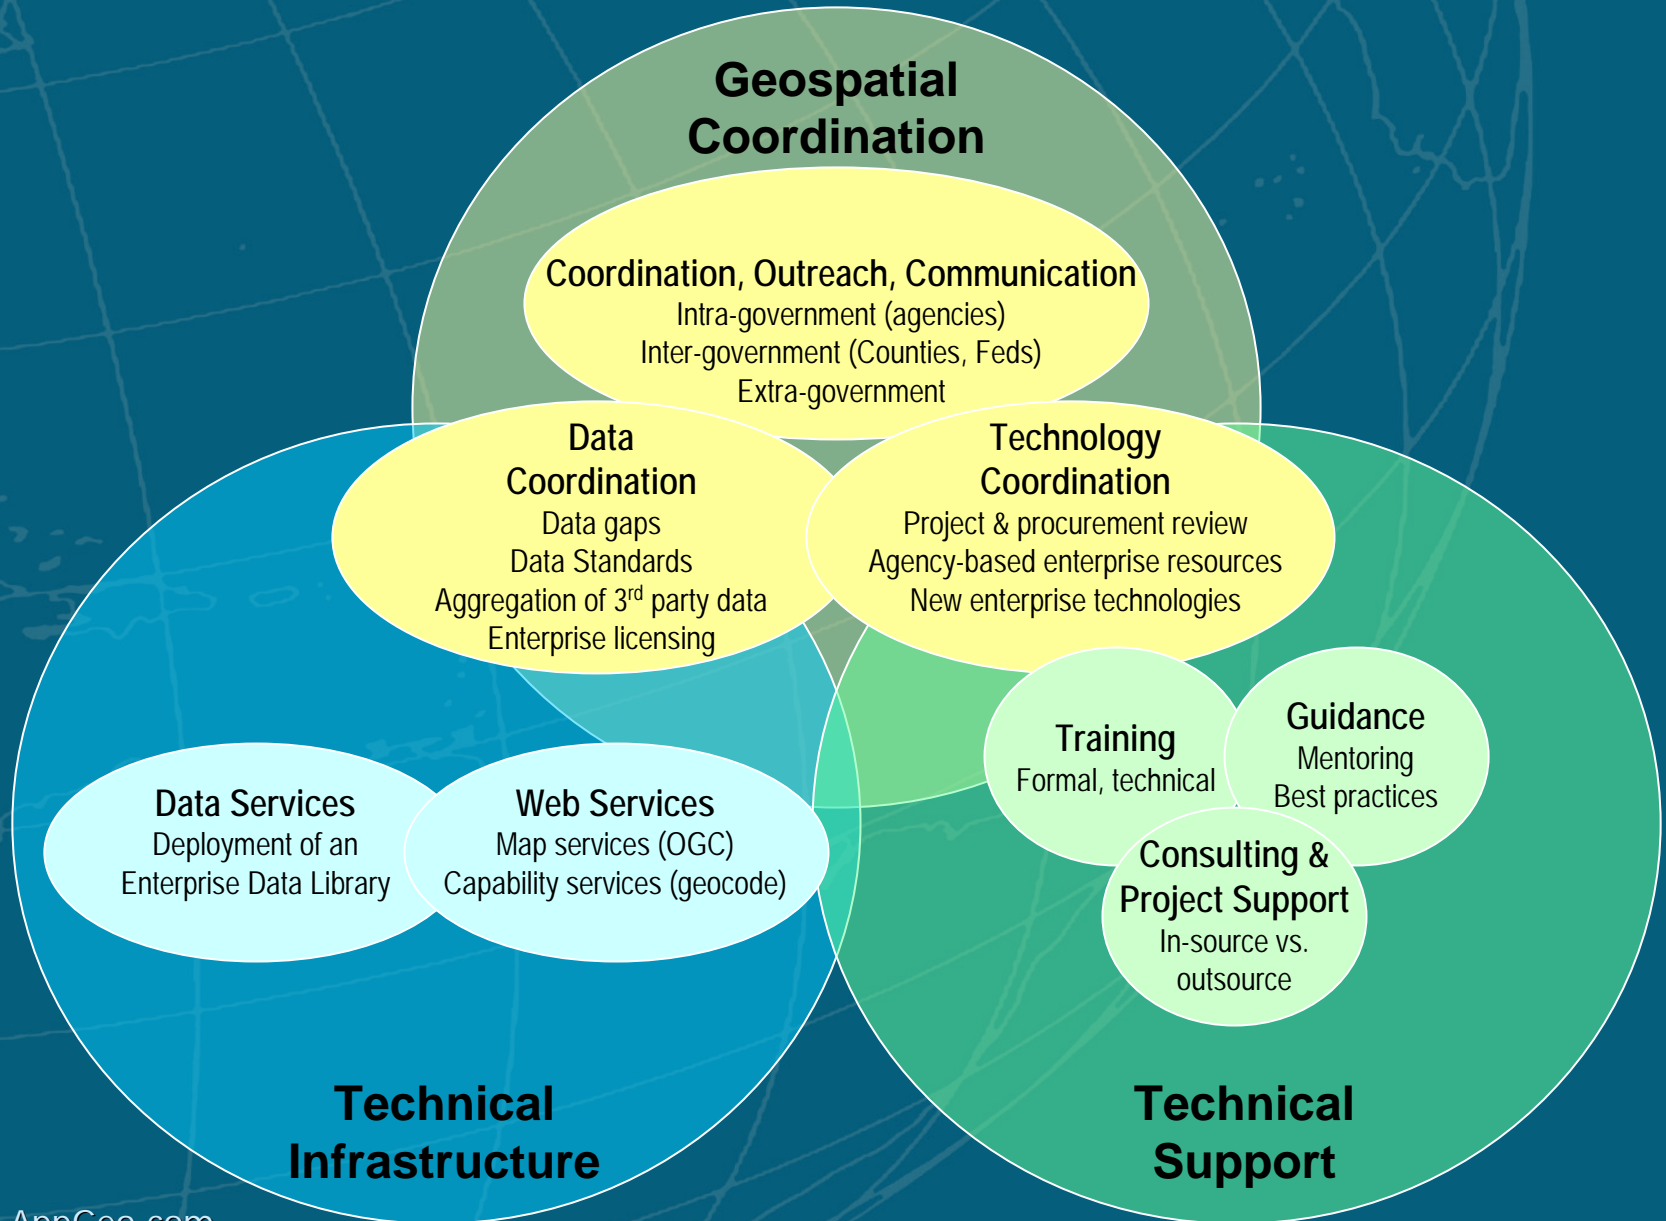 Geospatial
Coordination
Coordination, Outreach, Communication
Intra-government (agencies)
Inter-government (Counties, Feds)
Extra-government
Data
Coordination
Data gaps
Data Standards
Aggregation of 3rd party data
Enterprise licensing
Technology
Coordination
Project & procurement review
Agency-based enterprise resources
New enterprise technologies
Training
Formal, technical
Guidance
Mentoring
Best practices
Data Services
Deployment of an
Enterprise Data Library
Web Services
Map services (OGC)
Capability services (geocode)
Consulting &
Project Support
In-source vs.
outsource
Technical
Infrastructure
Technical
Support
AppGeo.com